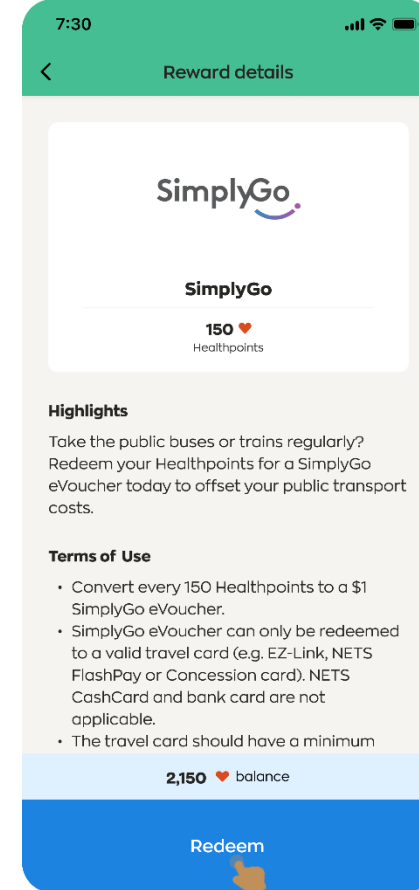 7:30
Reward details
SimplyGo
SimplyGo
150
Healthpoints
Highlights
Take the public buses or trains regularly?
Redeem your Healthpoints for a SimplyGo
eVoucher today to offset your public transport
costs.
Terms of Use
• Convert every 150 Healthpoints to a $1
SimplyGo eVoucher.
• SimplyGo eVoucher can only be redeemed
to a valid travel card (e.g. EZ-Link, NETS
FlashPay or Concession card). NETS
CashCard and bank card are not
applicable.
• The travel card should have a minimum
2,150 balance
Redeem